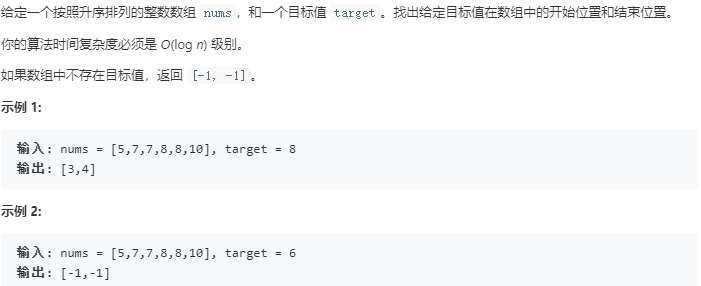 给定一个按照升序排列的整数数组 nums，和一个目标值 target。找出给定目标值在数组中的开始位置和结束位置。
你的算法时间复杂度必须是 O(log n) 级别。
如果数组中不存在目标值，返回 [-1, -1]。
示例 1:
输入: nums = [5,7,7,8,8,10], target = 8
输出: [3,4]
示例 2:
输入: nums = [5,7,7,8,8,10], target = 6
输出: [-1,-1]